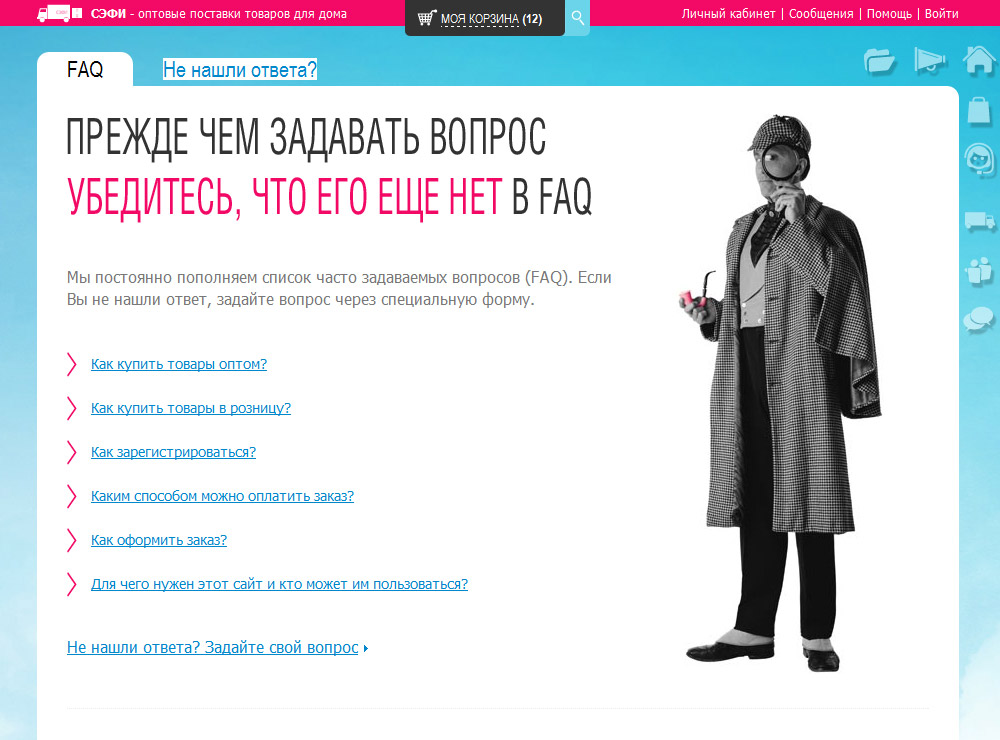 СЭФИ - оптовые поставки товаров для дома
МОЯ КОРЗИНА (12)
Личный кабинет | Сообщения | Помощь | Войти
FAQ
Не нашли ответа?
ПРЕЖДЕ ЧЕМ ЗАДАВАТЬ ВОПРОС
УБЕДИТЕСЬ, ЧТО ЕГО ЕЩЕ НЕТ В FAQ
Мы постоянно пополняем список часто задаваемых вопросов (FAQ). Если
Вы не нашли ответ, задайте вопрос через специальную форму.
Как купить товары оптом?
Как купить товары в розницу?
Как зарегистрироваться?
Каким способом можно оплатить заказ?
Как оформить заказ?
Для чего нужен этот сайт и кто может им пользоваться?
Не нашли ответа? Задайте свой вопрос